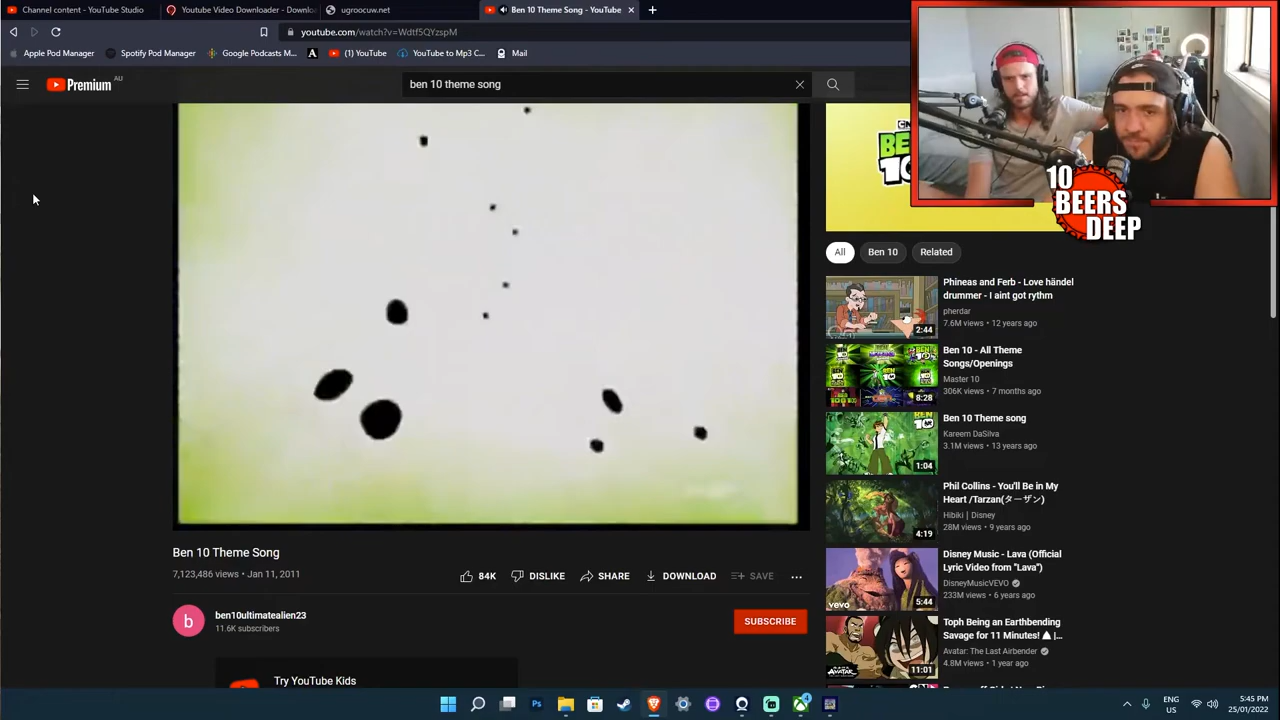 Channel content - YouTube Studio
Youtube Video Downloader - Downlo
ugroocuw.net
Ben 10 Theme Song - YouTube
youtube.com/watch?v=Wdtf5QYzspM
Apple Pod Manager
Spotify Pod Manager
Google Podcasts M...
A
(1) YouTube
YouTube to Mp3 C...
Mail
Premium AU
ben 10 theme song
10
BEERS
DEEP
CN
BEN
10
All
Ben 10
Related
Phineas and Ferb - Love händel
drummer - I aint got rythm
pherdar
7.6M views • 12 years ago
2:44
Ben 10 - All Theme
Songs/Openings
Master 10
306K views • 7 months ago
8:28
Ben 10 Theme song
Kareem DaSilva
3.1M views • 13 years ago
1:04
Phil Collins - You'll Be in My
Heart /Tarzan(ターザン)
Hibiki | Disney
28M views • 9 years ago
4:19
Disney Music - Lava (Official
Lyric Video from "Lava")
DisneyMusicVEVO
233M views • 6 years ago
vevo
5:44
Toph Being an Earthbending
Savage for 11 Minutes! ⛰ |...
Avatar: The Last Airbender
4.8M views • 1 year ago
AVATAR
11:01
Ben 10 Theme Song
7,123,486 views • Jan 11, 2011
84K
DISLIKE
SHARE
DOWNLOAD
SAVE
b
ben10ultimatealien23
11.6K subscribers
SUBSCRIBE
Try YouTube Kids
ENG
US
5:45 PM
25/01/2022